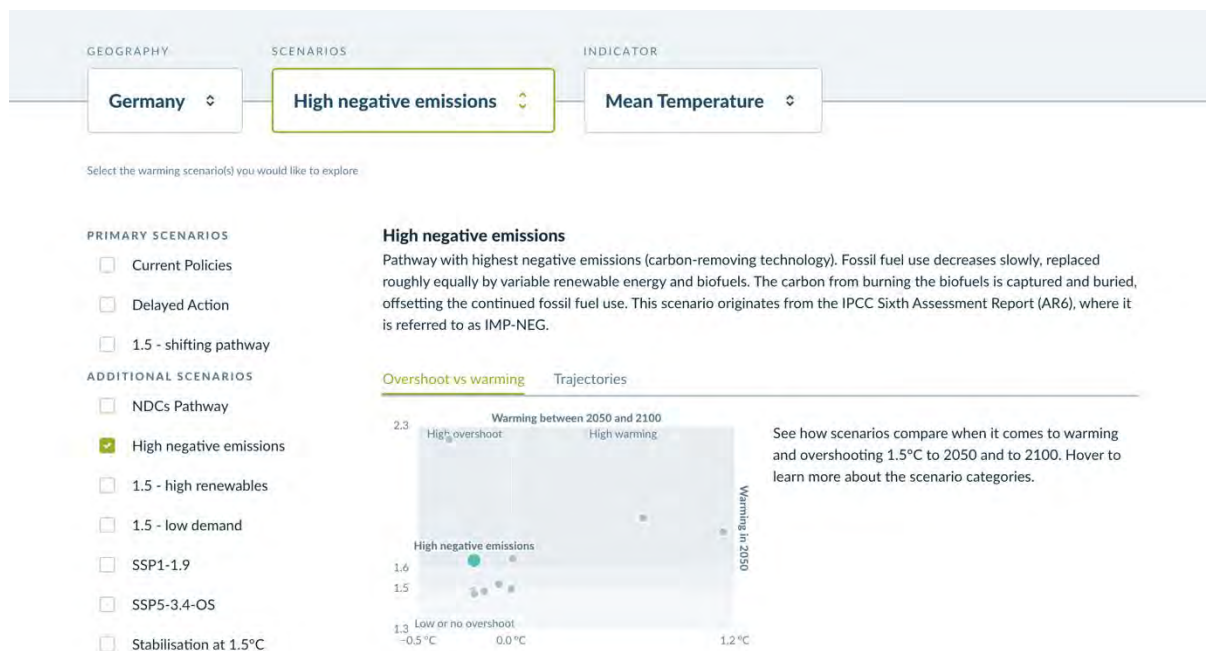 GEOGRAPHY
SCENARIOS
INDICATOR
Germany
High negative emissions
Mean Temperature
Select the warming scenario(s) you would like to explore
PRIMARY SCENARIOS
Current Policies
Delayed Action
1.5 - shifting pathway
ADDITIONAL SCENARIOS
NDCs Pathway
High negative emissions
1.5 - high renewables
1.5 - low demand
SSP1-1.9
SSP5-3.4-OS
Stabilisation at 1.5°C
High negative emissions
Pathway with highest negative emissions (carbon-removing technology). Fossil fuel use decreases slowly, replaced
roughly equally by variable renewable energy and biofuels. The carbon from burning the biofuels is captured and buried,
offsetting the continued fossil fuel use. This scenario originates from the IPCC Sixth Assessment Report (AR6), where it
is referred to as IMP-NEG.
Overshoot vs warming
Trajectories
Warming between 2050 and 2100
2.3
High overshoot
High warming
High negative emissions
1.6
1.5
1.3
Low or no overshoot
-0.5 °C
0.0 °C
1.2 °C
Warming in 2050
See how scenarios compare when it comes to warming
and overshooting 1.5°C to 2050 and to 2100. Hover to
learn more about the scenario categories.